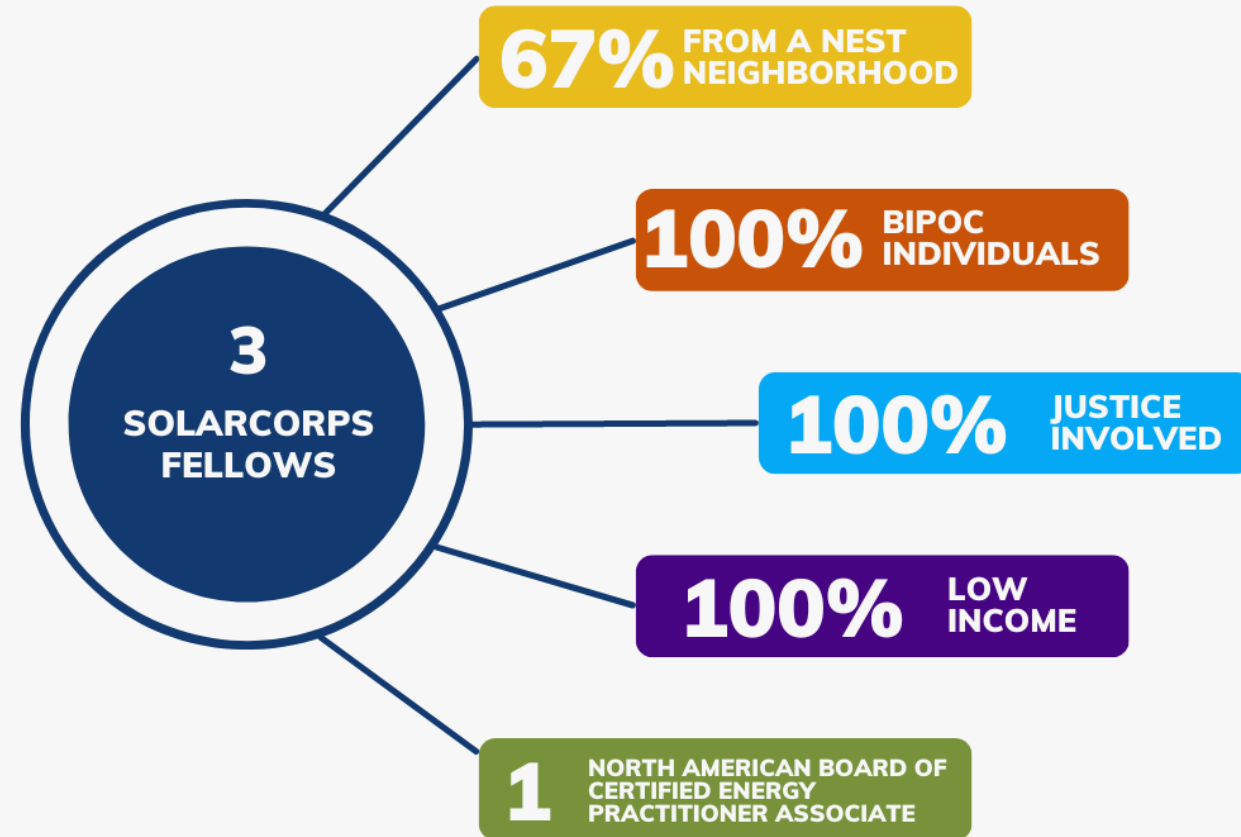 67% FROM A NEST
NEIGHBORHOOD
100% BIPOC
INDIVIDUALS
3
SOLARCORPS
FELLOWS
100% JUSTICE
INVOLVED
100% LOW
INCOME
1 NORTH AMERICAN BOARD OF
CERTIFIED ENERGY
PRACTITIONER ASSOCIATE